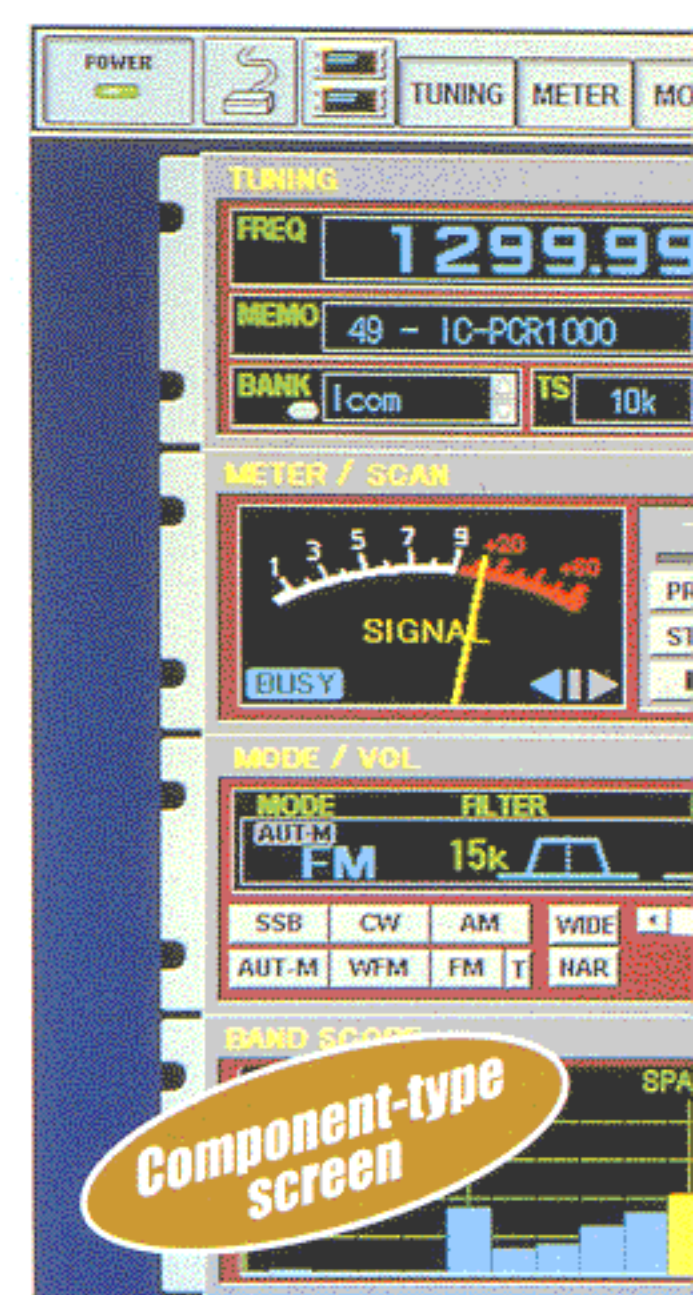 POWER
TUNING METER MO
TUNING
FREQ 1299.99
MEMO 49 - IC-PCR1000
BANK Icom TS 10k
METER / SCAN
1 3 5 7 9 +20 +60
SIGNAL
BUSY
PR
ST
MODE / VOL
MODE FILTER
AUT-M
FM 15k
SSB CW AM WIDE
AUT-M WFM FM T NAR
BAND SCOPE
SPA
Component-type
screen